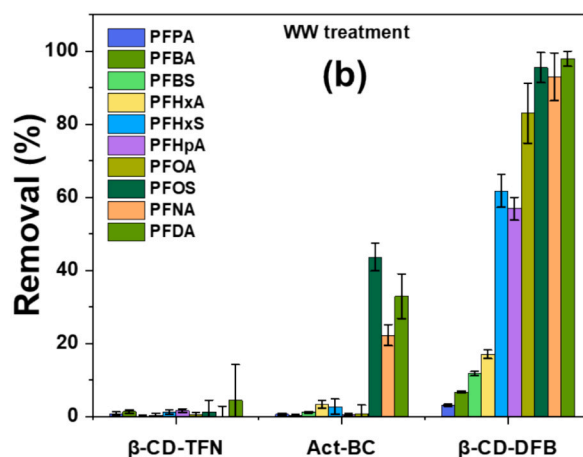 WW treatment
(b)
PFPA
PFBA
PFBS
PFHxA
PFHxS
PFHpA
PFOA
PFOS
PFNA
PFDA
Removal (%)
100
80
60
40
20
0
β-CD-TFN Act-BC β-CD-DFB